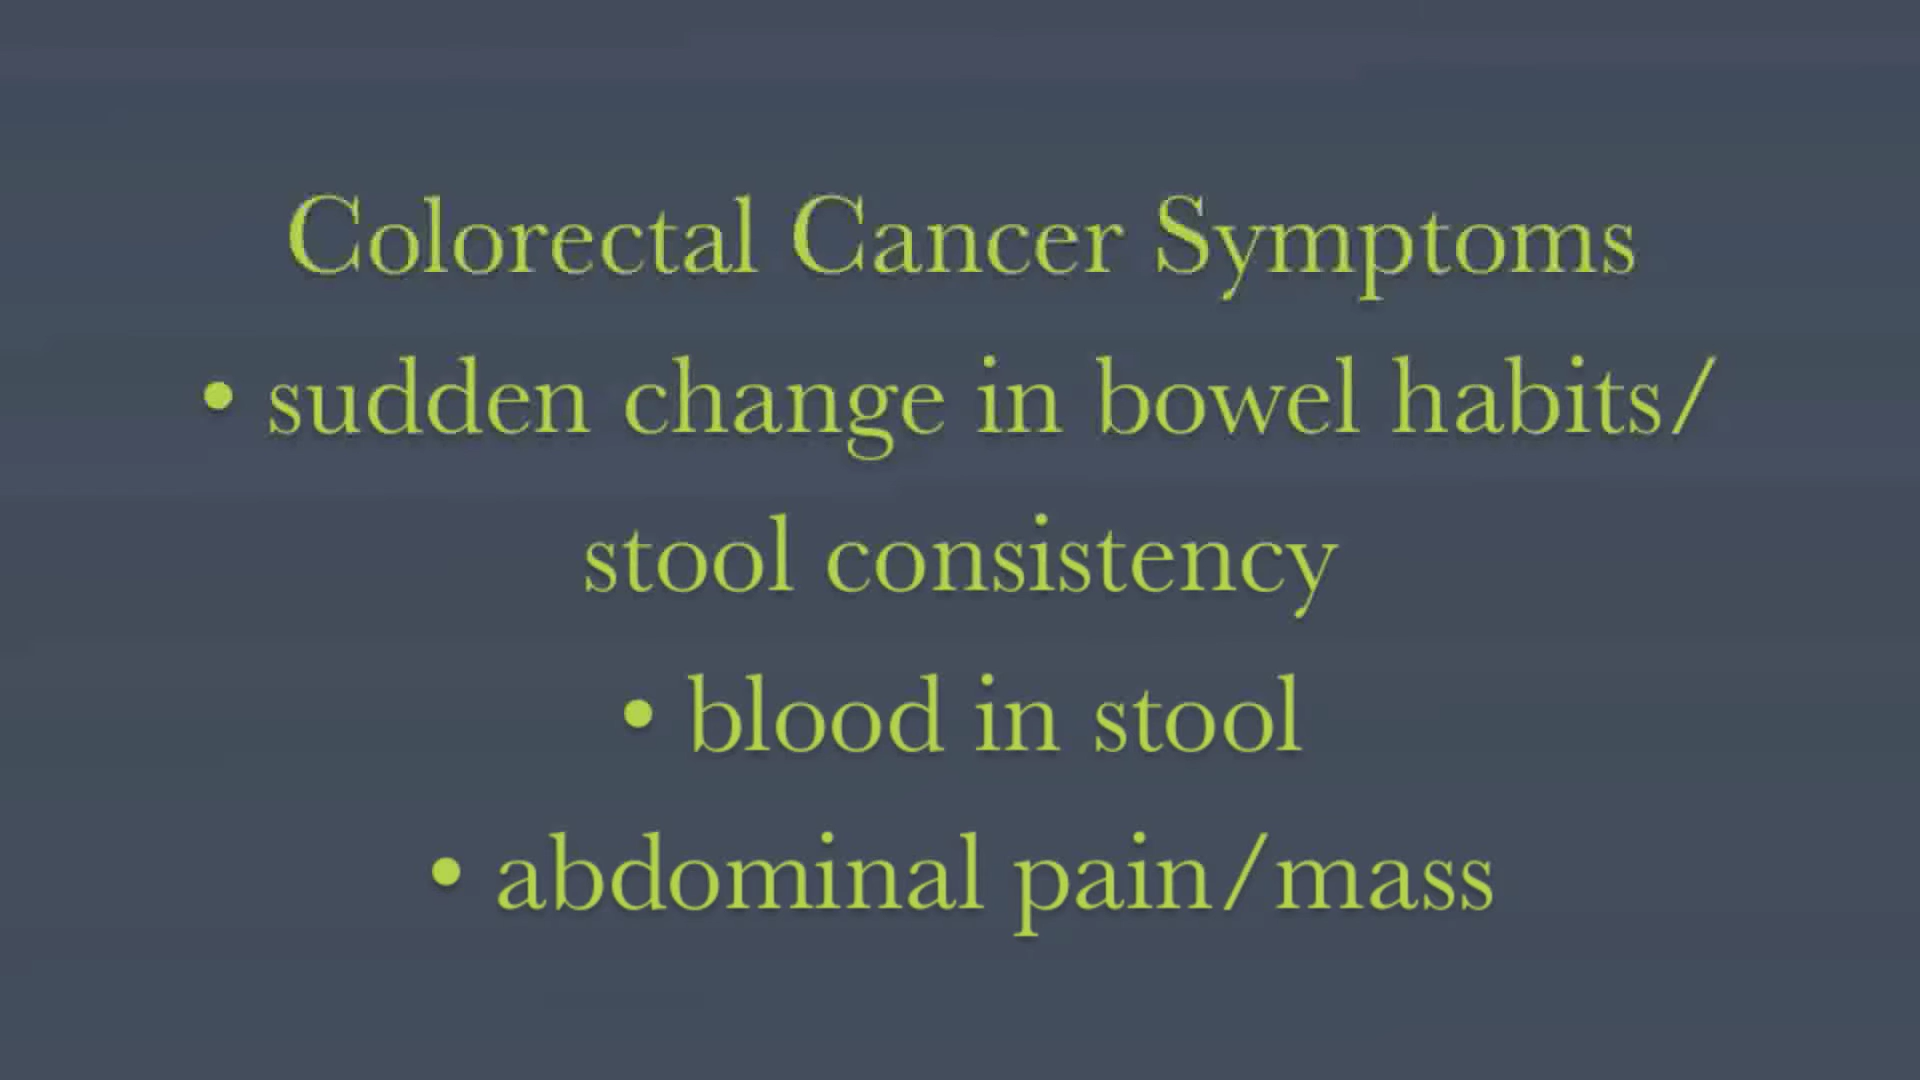 Colorectal Cancer Symptoms
• sudden change in bowel habits/
stool consistency
• blood in stool
• abdominal pain/mass